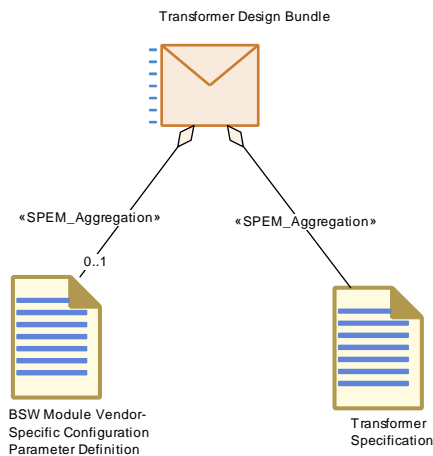 Transformer Design Bundle
«SPEM_Aggregation»
«SPEM_Aggregation»
0..1
BSW Module Vendor-
Specific Configuration
Parameter Definition
Transformer
Specification